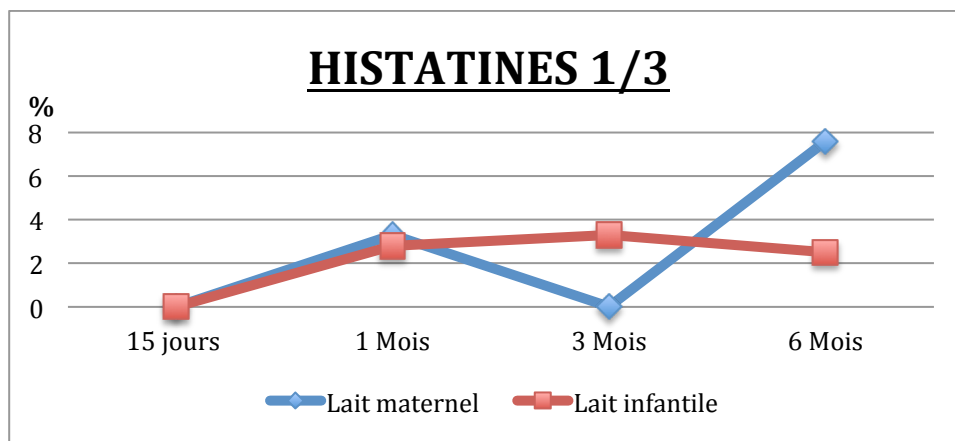 HISTATINES 1/3
%
8
6
4
2
0
15 jours 1 Mois 3 Mois 6 Mois
Lait maternel Lait infantile